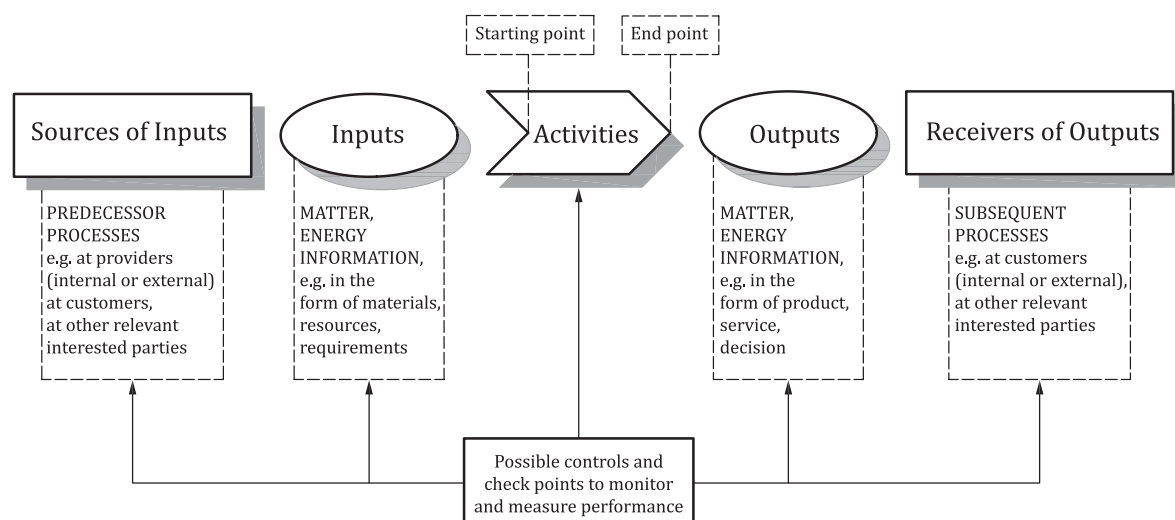 Starting point
End point
Sources of Inputs
Inputs
Activities
Outputs
Receivers of Outputs
PREDECESSOR
PROCESSES
e.g. at providers
(internal or external)
at customers,
at other relevant
interested parties
MATTER,
ENERGY
INFORMATION,
e.g. in the
form of materials,
resources,
requirements
MATTER,
ENERGY
INFORMATION,
e.g. in the
form of product,
service,
decision
SUBSEQUENT
PROCESSES
e.g. at customers
(internal or external),
at other relevant
interested parties
Possible controls and
check points to monitor
and measure performance